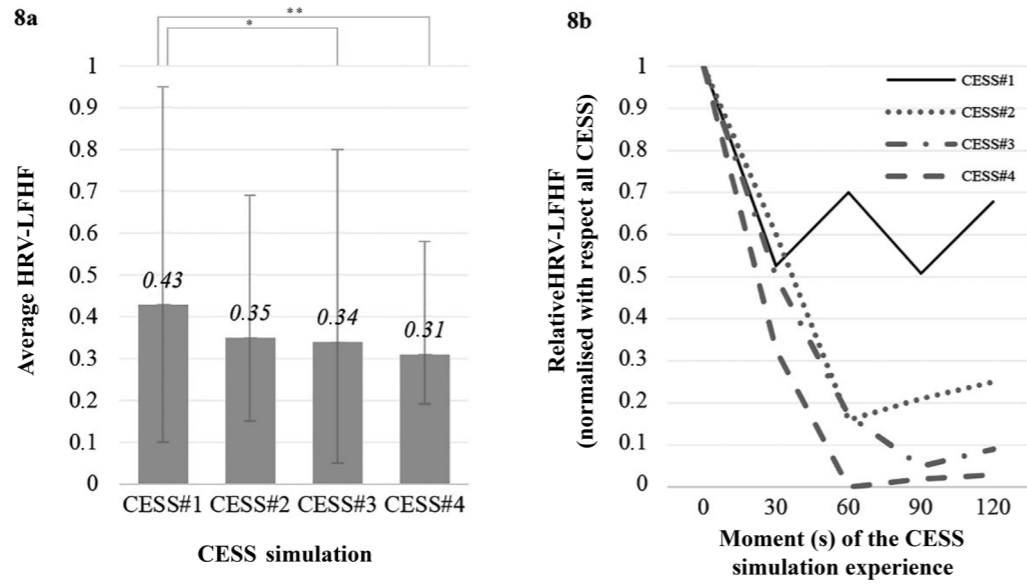 8a
**
*
Average HRV-LFHF
1
0.9
0.8
0.7
0.6
0.5
0.4
0.3
0.2
0.1
0
0.43
0.35
0.34
0.31
CESS#1 CESS#2 CESS#3 CESS#4
CESS simulation
8b
RelativeHRV-LFHF
(normalised with respect all CESS)
1
0.9
0.8
0.7
0.6
0.5
0.4
0.3
0.2
0.1
0
CESS#1
CESS#2
CESS#3
CESS#4
0 30 60 90 120
Moment (s) of the CESS
simulation experience